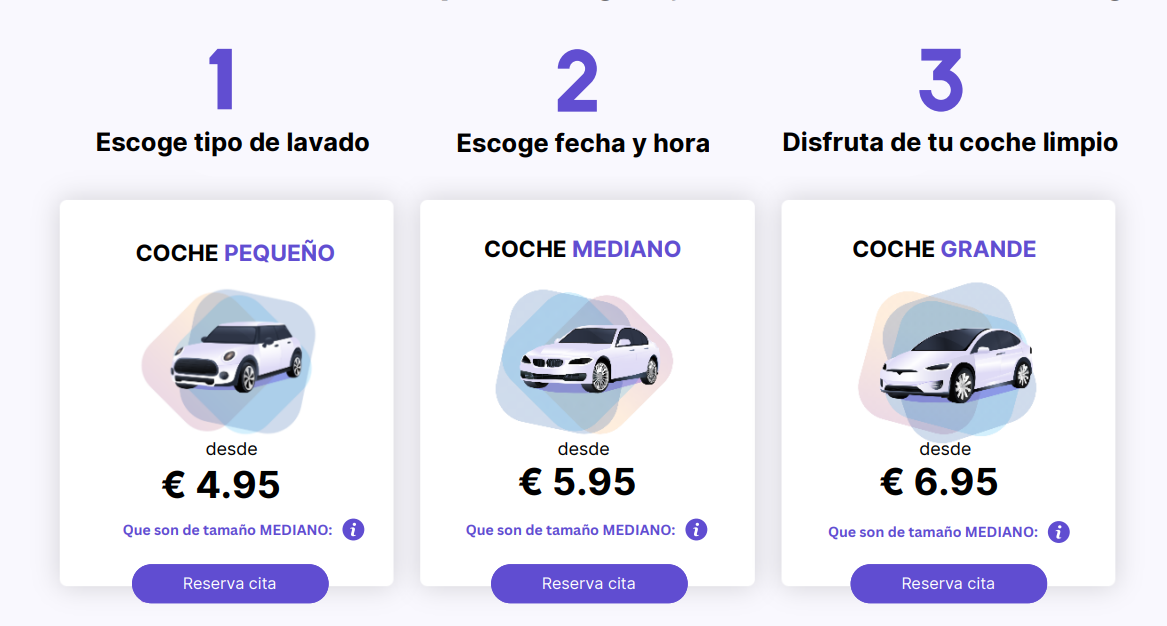 1
Escoge tipo de lavado
2
Escoge fecha y hora
3
Disfruta de tu coche limpio
COCHE PEQUEÑO
desde
€ 4.95
Que son de tamaño MEDIANO: i
Reserva cita
COCHE MEDIANO
desde
€ 5.95
Que son de tamaño MEDIANO: i
Reserva cita
COCHE GRANDE
desde
€ 6.95
Que son de tamaño MEDIANO: i
Reserva cita